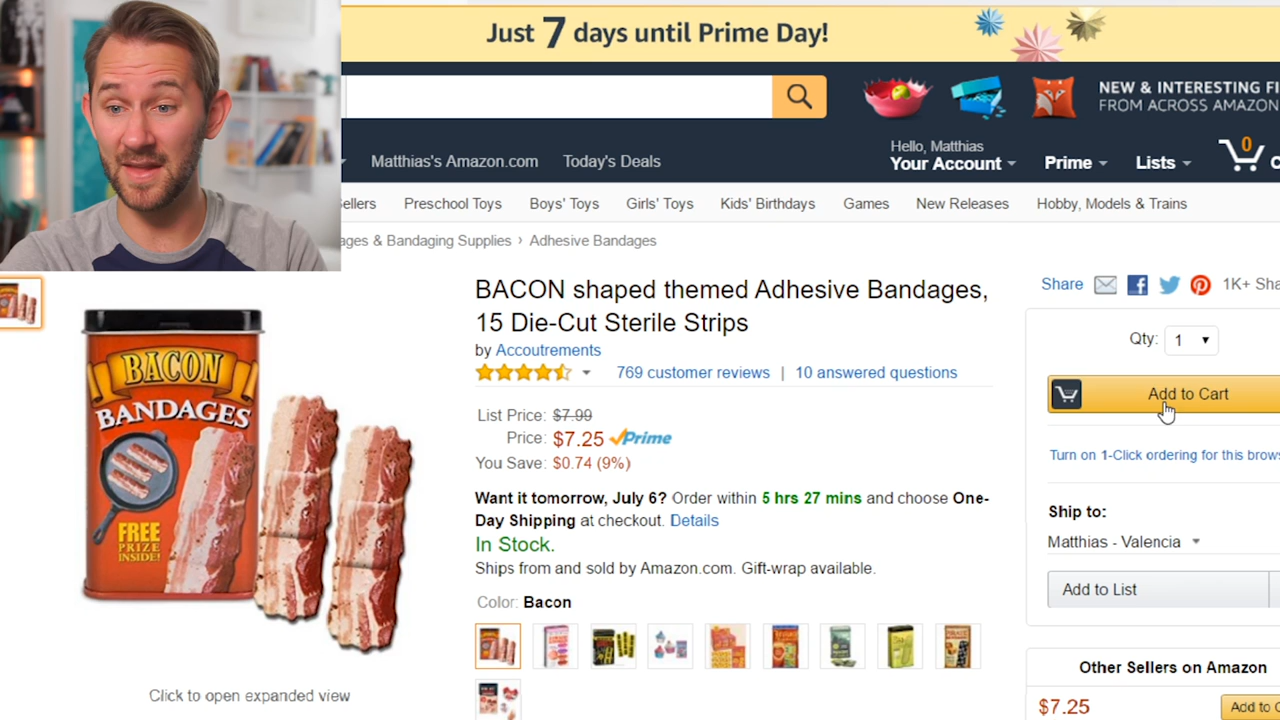 Just 7 days until Prime Day!
NEW & INTERESTING FI
FROM ACROSS AMAZON
Hello, Matthias
Matthias's Amazon.com Today's Deals Your Account Prime Lists 0
ellers Preschool Toys Boys' Toys Girls' Toys Kids' Birthdays Games New Releases Hobby, Models & Trains
ages & Bandaging Supplies › Adhesive Bandages
BACON shaped themed Adhesive Bandages,
15 Die-Cut Sterile Strips
by Accoutrements
769 customer reviews | 10 answered questions
List Price: $7.99
Price: $7.25 Prime
You Save: $0.74 (9%)
Want it tomorrow, July 6? Order within 5 hrs 27 mins and choose One-
Day Shipping at checkout. Details
In Stock.
Ships from and sold by Amazon.com. Gift-wrap available.
Color: Bacon
BACON
BANDAGES
FREE
PRIZE
INSIDE!
Click to open expanded view
Share 1K+ Sha
Qty: 1
Add to Cart
Turn on 1-Click ordering for this brows
Ship to:
Matthias - Valencia
Add to List
Other Sellers on Amazon
$7.25 Add to C